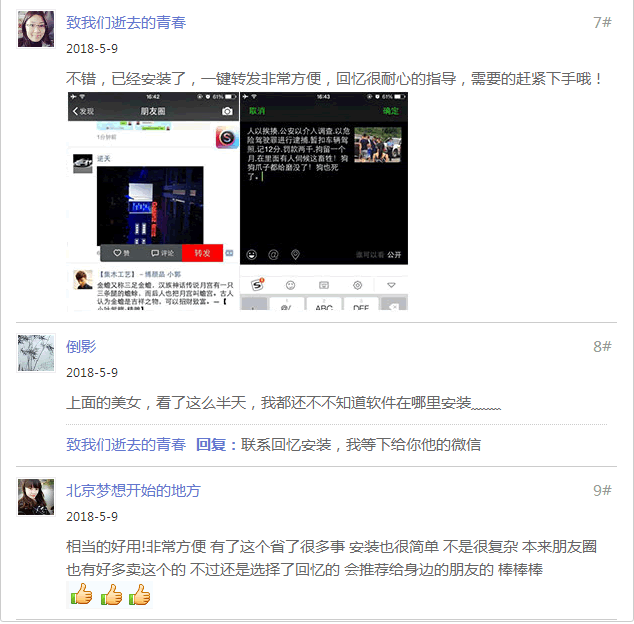 致我们逝去的青春
7#
2018-5-9
不错，已经安装了，一键转发非常方便，回忆很耐心的指导，需要的赶紧下手哦！
16:42
61%
发现
朋友圈
1分钟前
逆天
赞
评论
转发
【集木工艺】-博颜品 小郭
金蟾又称三足金蟾，汉族神话传说月宫有一只
三条腿的蟾蜍，而后人也把月宫叫蟾宫。古人
认为金蟾是吉祥之物，可以招财致富。—【
16:43
61%
取消
确定
人以挨揍.公安以介入调查.以危
险驾驶罪进行逮捕.暂扣车辆驾
照.记12分.罚款两千.拘留一个
月.在里面有人伺候这畜牲！狗
狗爪子都给磨没了！狗也死
了。
谁可以看 公开
@/
ABC
DEF
倒影
8#
2018-5-9
上面的美女，看了这么半天，我都还不不知道软件在哪里安装﹏﹏
致我们逝去的青春 回复：联系回忆安装，我等下给你他的微信
北京梦想开始的地方
9#
2018-5-9
相当的好用!非常方便 有了这个省了很多事 安装也很简单 不是很复杂 本来朋友圈
也有好多卖这个的 不过还是选择了回忆的 会推荐给身边的朋友的 棒棒棒